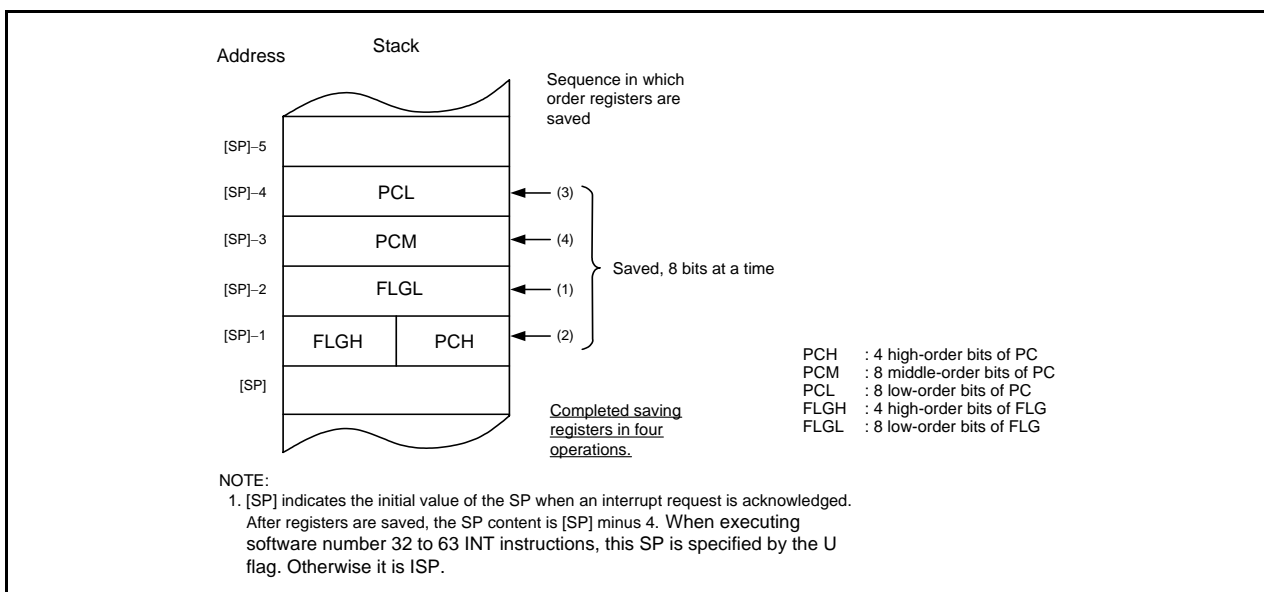 Address
Stack
Sequence in which
order registers are
saved
[SP]−5
[SP]−4 PCL (3)
[SP]−3 PCM (4)
Saved, 8 bits at a time
[SP]−2 FLGL (1)
[SP]−1 FLGH PCH (2)
[SP]
Completed saving
registers in four
operations.
PCH : 4 high-order bits of PC
PCM : 8 middle-order bits of PC
PCL : 8 low-order bits of PC
FLGH : 4 high-order bits of FLG
FLGL : 8 low-order bits of FLG
NOTE:
1. [SP] indicates the initial value of the SP when an interrupt request is acknowledged.
After registers are saved, the SP content is [SP] minus 4. When executing
software number 32 to 63 INT instructions, this SP is specified by the U
flag. Otherwise it is ISP.